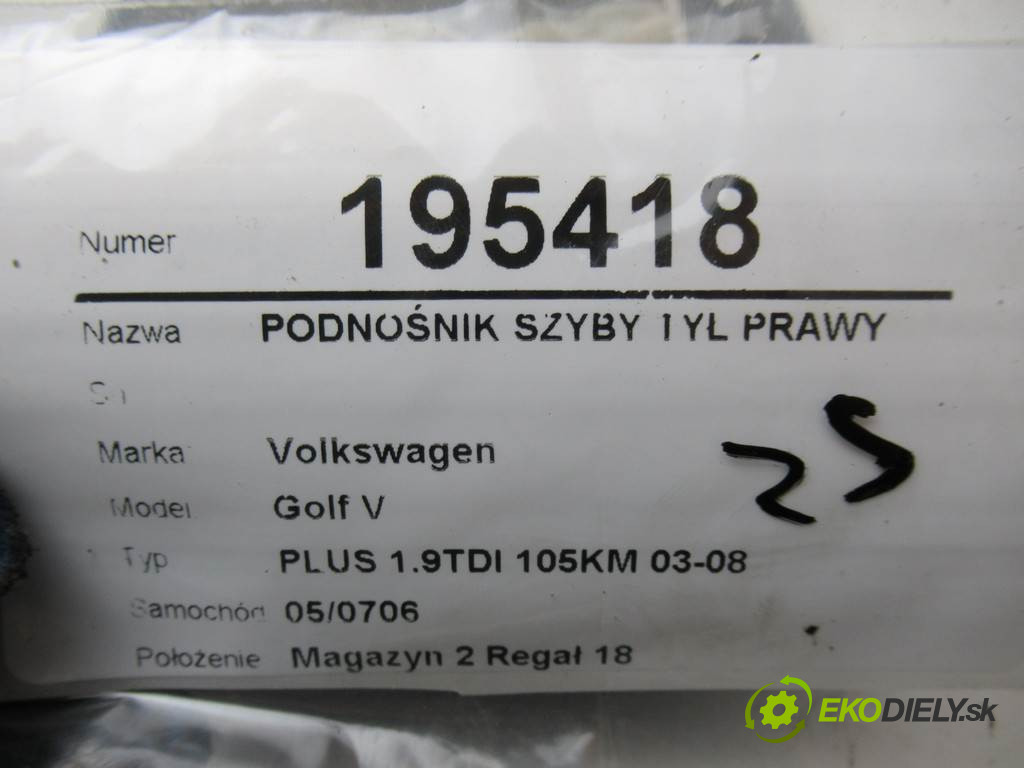 Numer 195418
Nazwa PODNOŚNIK SZYBY TYŁ PRAWY
Marka Volkswagen
Model Golf V
Typ PLUS 1.9TDI 105KM 03-08
Samochód 05/0706
Położenie Magazyn 2 Regał 18
25
EKODIELY.sk